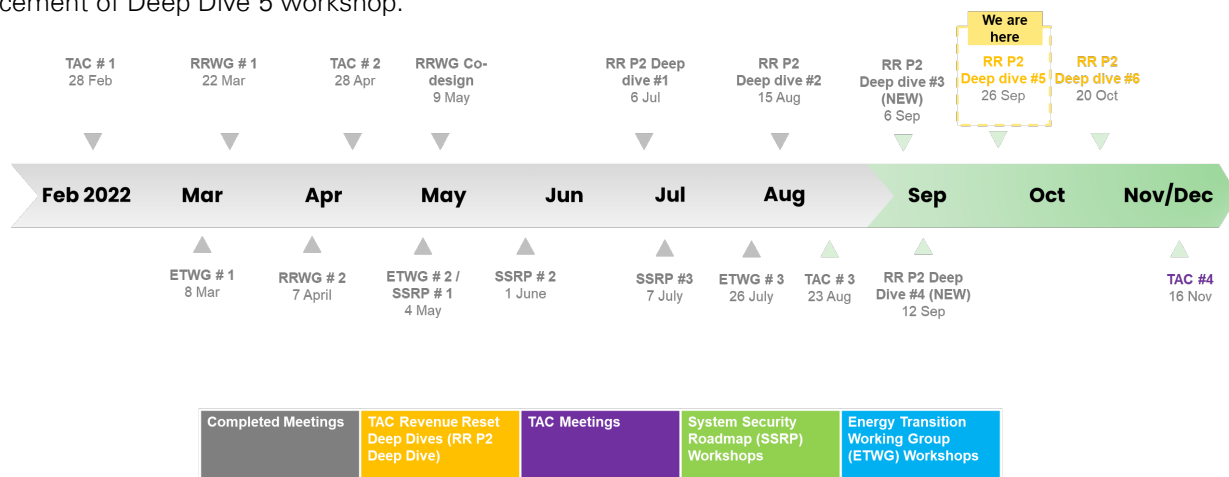 cement of Deep Dive 5 workshop.
We are
here
TAC # 1
28 Feb
RRWG # 1
22 Mar
TAC # 2
28 Apr
RRWG Co-
design
9 May
RR P2 Deep
dive #1
6 Jul
RR P2
Deep dive #2
15 Aug
RR P2
Deep dive #3
(NEW)
6 Sep
RR P2
Deep dive #5
26 Sep
RR P2
Deep dive #6
20 Oct
Feb 2022
Mar
Apr
May
Jun
Jul
Aug
Sep
Oct
Nov/Dec
ETWG # 1
8 Mar
RRWG # 2
7 April
ETWG # 2 /
SSRP # 1
4 May
SSRP # 2
1 June
SSRP #3
7 July
ETWG # 3
26 July
TAC # 3
23 Aug
RR P2 Deep
Dive #4 (NEW)
12 Sep
TAC #4
16 Nov
Completed Meetings
TAC Revenue Reset
Deep Dives (RR P2
Deep Dive)
TAC Meetings
System Security
Roadmap (SSRP)
Workshops
Energy Transition
Working Group
(ETWG) Workshops